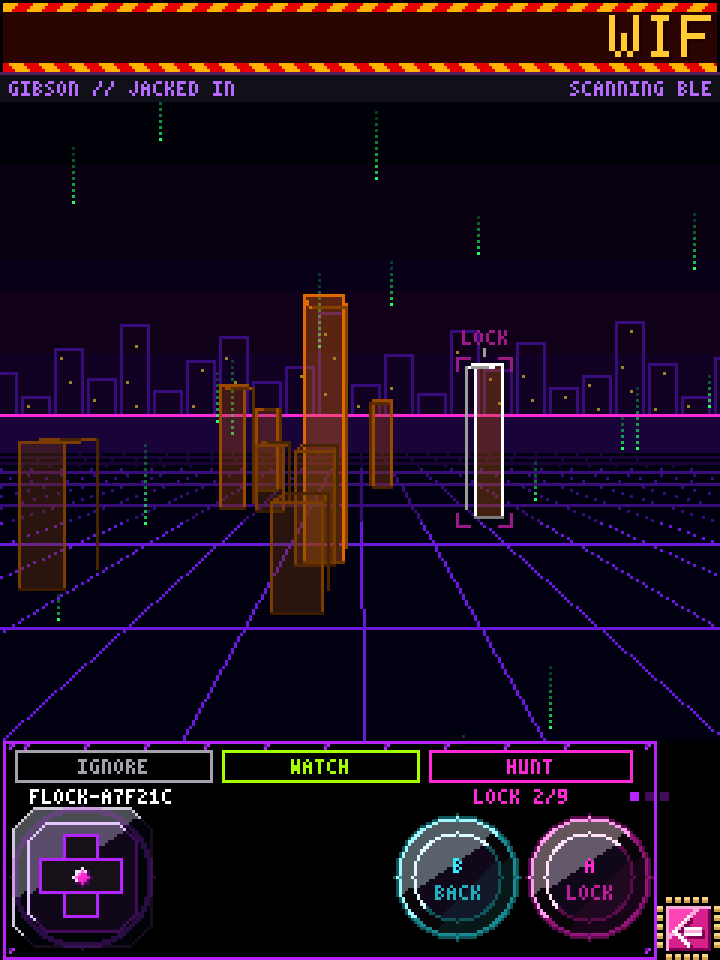 WIF
GIBSON // JACKED IN
SCANNING BLE
LOCK
IGNORE
WATCH
HUNT
FLOCK-A7F21C
LOCK 2/9
B
BACK
A
LOCK